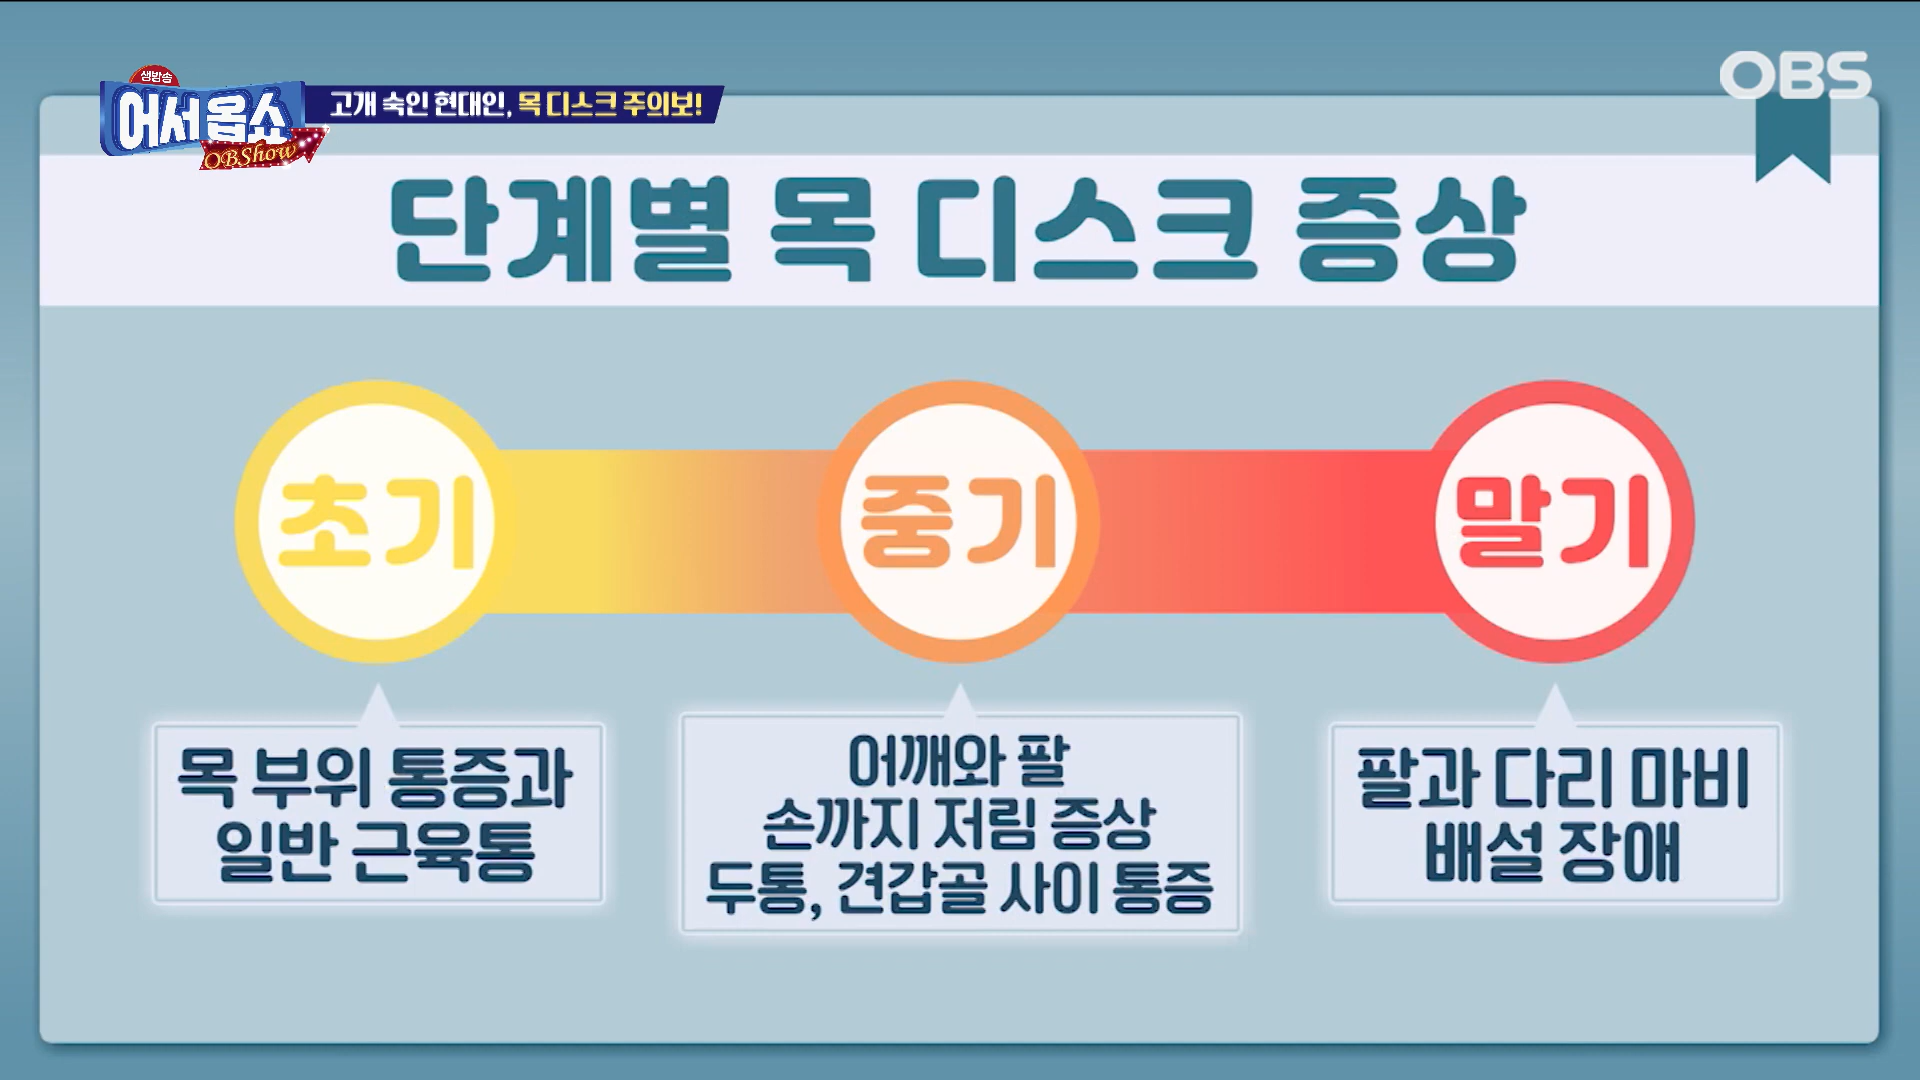 생방송
어서옵쇼
OBShow
고개 숙인 현대인, 목 디스크 주의보!
OBS
단계별 목 디스크 증상
초기
중기
말기
목 부위 통증과
일반 근육통
어깨와 팔
손까지 저림 증상
두통, 견갑골 사이 통증
팔과 다리 마비
배설 장애